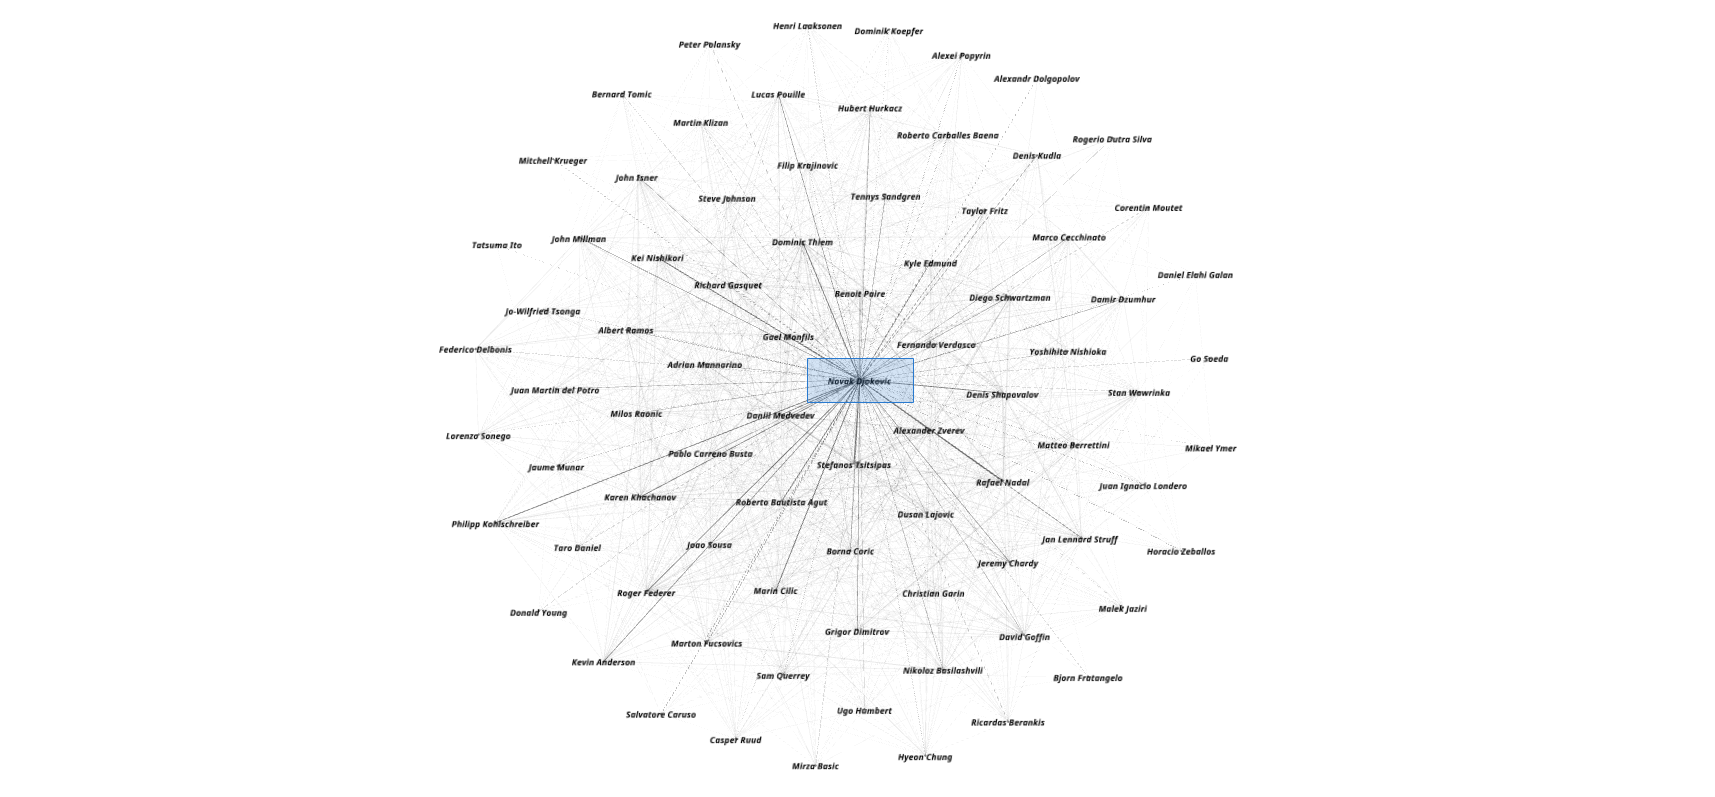 Henri Laaksonen
Dominik Koepfer
Peter Polansky
Alexei Popyrin
Alexandr Dolgopolov
Bernard Tomic
Lucas Pouille
Hubert Hurkacz
Martin Klizan
Roberto Carballes Baena
Rogerio Dutra Silva
Mitchell Krueger
Filip Krajinovic
Denis Kudla
John Isner
Steve Johnson
Tennys Sandgren
Taylor Fritz
Corentin Moutet
Tatsuma Ito
John Millman
Dominic Thiem
Marco Cecchinato
Kei Nishikori
Kyle Edmund
Daniel Elahi Galan
Richard Gasquet
Benoit Paire
Diego Schwartzman
Damir Dzumhur
Jo-Wilfried Tsonga
Albert Ramos
Gael Monfils
Fernando Verdasco
Federico Delbonis
Yoshihito Nishioka
Go Soeda
Adrian Mannarino
Novak Djokovic
Juan Martin del Potro
Denis Shapovalov
Stan Wawrinka
Milos Raonic
Daniil Medvedev
Lorenzo Sonego
Alexander Zverev
Matteo Berrettini
Mikael Ymer
Pablo Carreno Busta
Jaume Munar
Stefanos Tsitsipas
Rafael Nadal
Juan Ignacio Londero
Karen Khachanov
Roberto Bautista Agut
Philipp Kohlschreiber
Dusan Lajovic
Taro Daniel
Joao Sousa
Borna Coric
Jan Lennard Struff
Horacio Zeballos
Jeremy Chardy
Roger Federer
Marin Cilic
Christian Garin
Donald Young
Malek Jaziri
Marton Fucsovics
Grigor Dimitrov
David Goffin
Kevin Anderson
Sam Querrey
Nikoloz Basilashvili
Bjorn Fratangelo
Salvatore Caruso
Ugo Humbert
Ricardas Berankis
Casper Ruud
Mirza Basic
Hyeon Chung